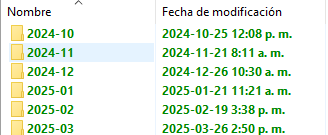 Nombre Fecha de modificación
2024-10 2024-10-25 12:08 p. m.
2024-11 2024-11-21 8:11 a. m.
2024-12 2024-12-26 10:30 a. m.
2025-01 2025-01-21 11:21 a. m.
2025-02 2025-02-19 3:38 p. m.
2025-03 2025-03-26 2:50 p. m.